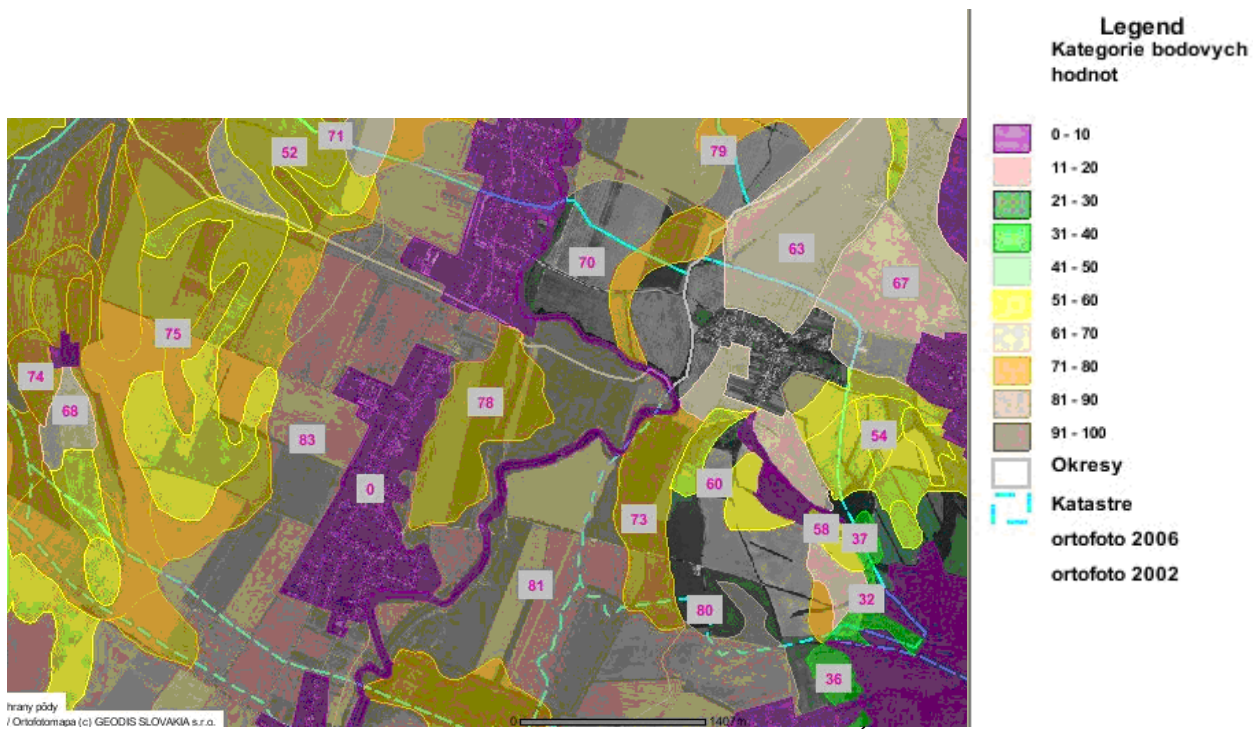 Legend
Kategorie bodovych
hodnot
0 - 10
11 - 20
21 - 30
31 - 40
41 - 50
51 - 60
61 - 70
71 - 80
81 - 90
91 - 100
Okresy
Katastre
ortofoto 2006
ortofoto 2002
71
52
79
63
70
67
75
74
68
78
83
54
0
60
73
58
37
81
32
80
36
hrany pôdy
/ Ortofotomapa (c) GEODIS SLOVAKIA s.r.o.
0 1407m